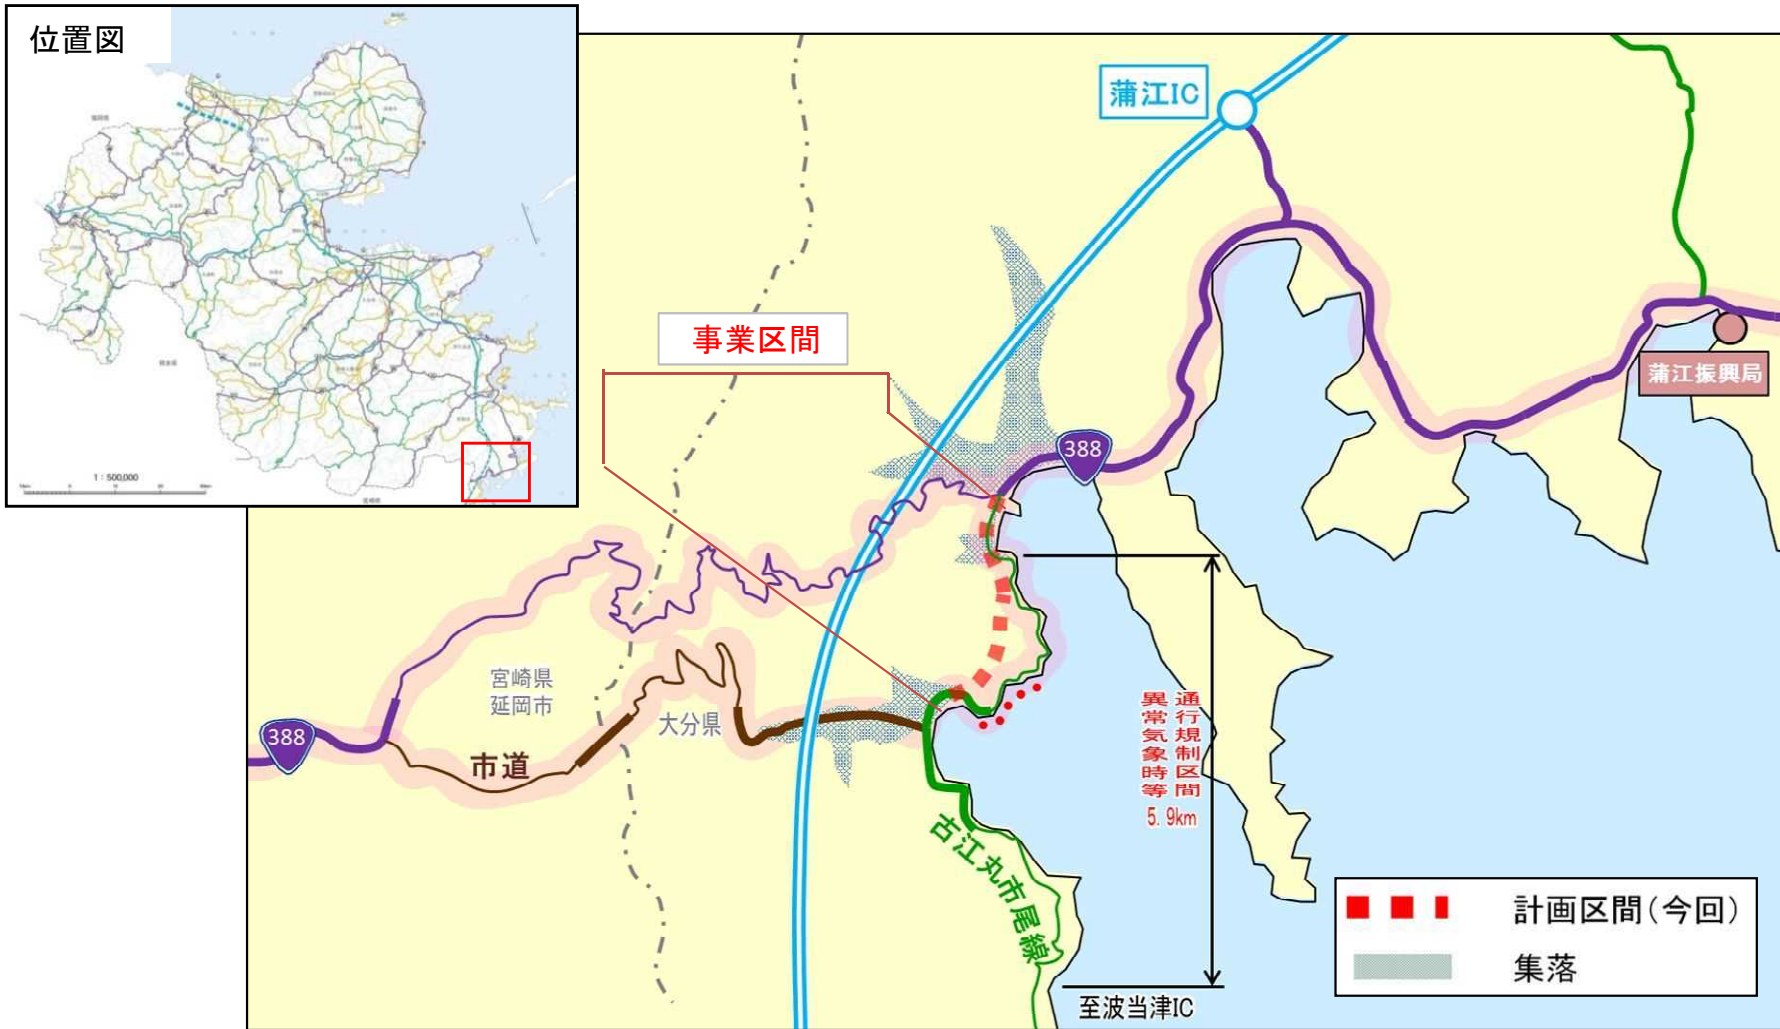 位置図
1：500,000
蒲江IC
事業区間
388
蒲江振興局
宮崎県
延岡市
大分県
388
市道
通行規制区間
異常気象時等
5.9km
古江丸市尾線
計画区間(今回)
集落
至波当津IC